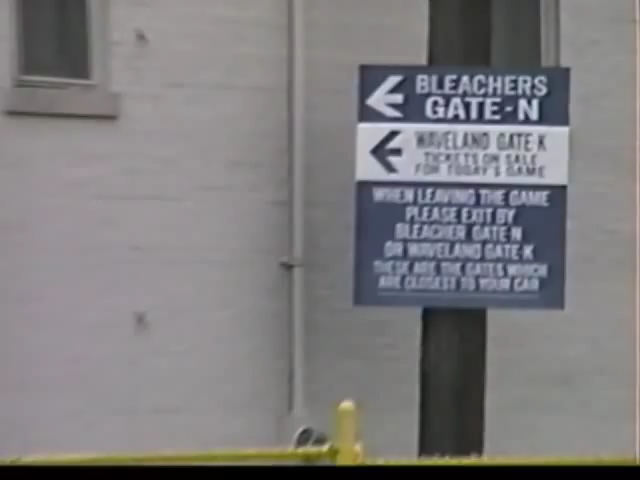 BLEACHERS
GATE-N
WAVELAND GATE K
TICKETS ON SALE
FOR TODAY'S GAME
WHEN LEAVING THE GAME
PLEASE EXIT BY
BLEACHER GATE N
OR WAVELAND GATE K
THESE ARE THE GATES WHICH
ARE CLOSEST TO YOUR CAR